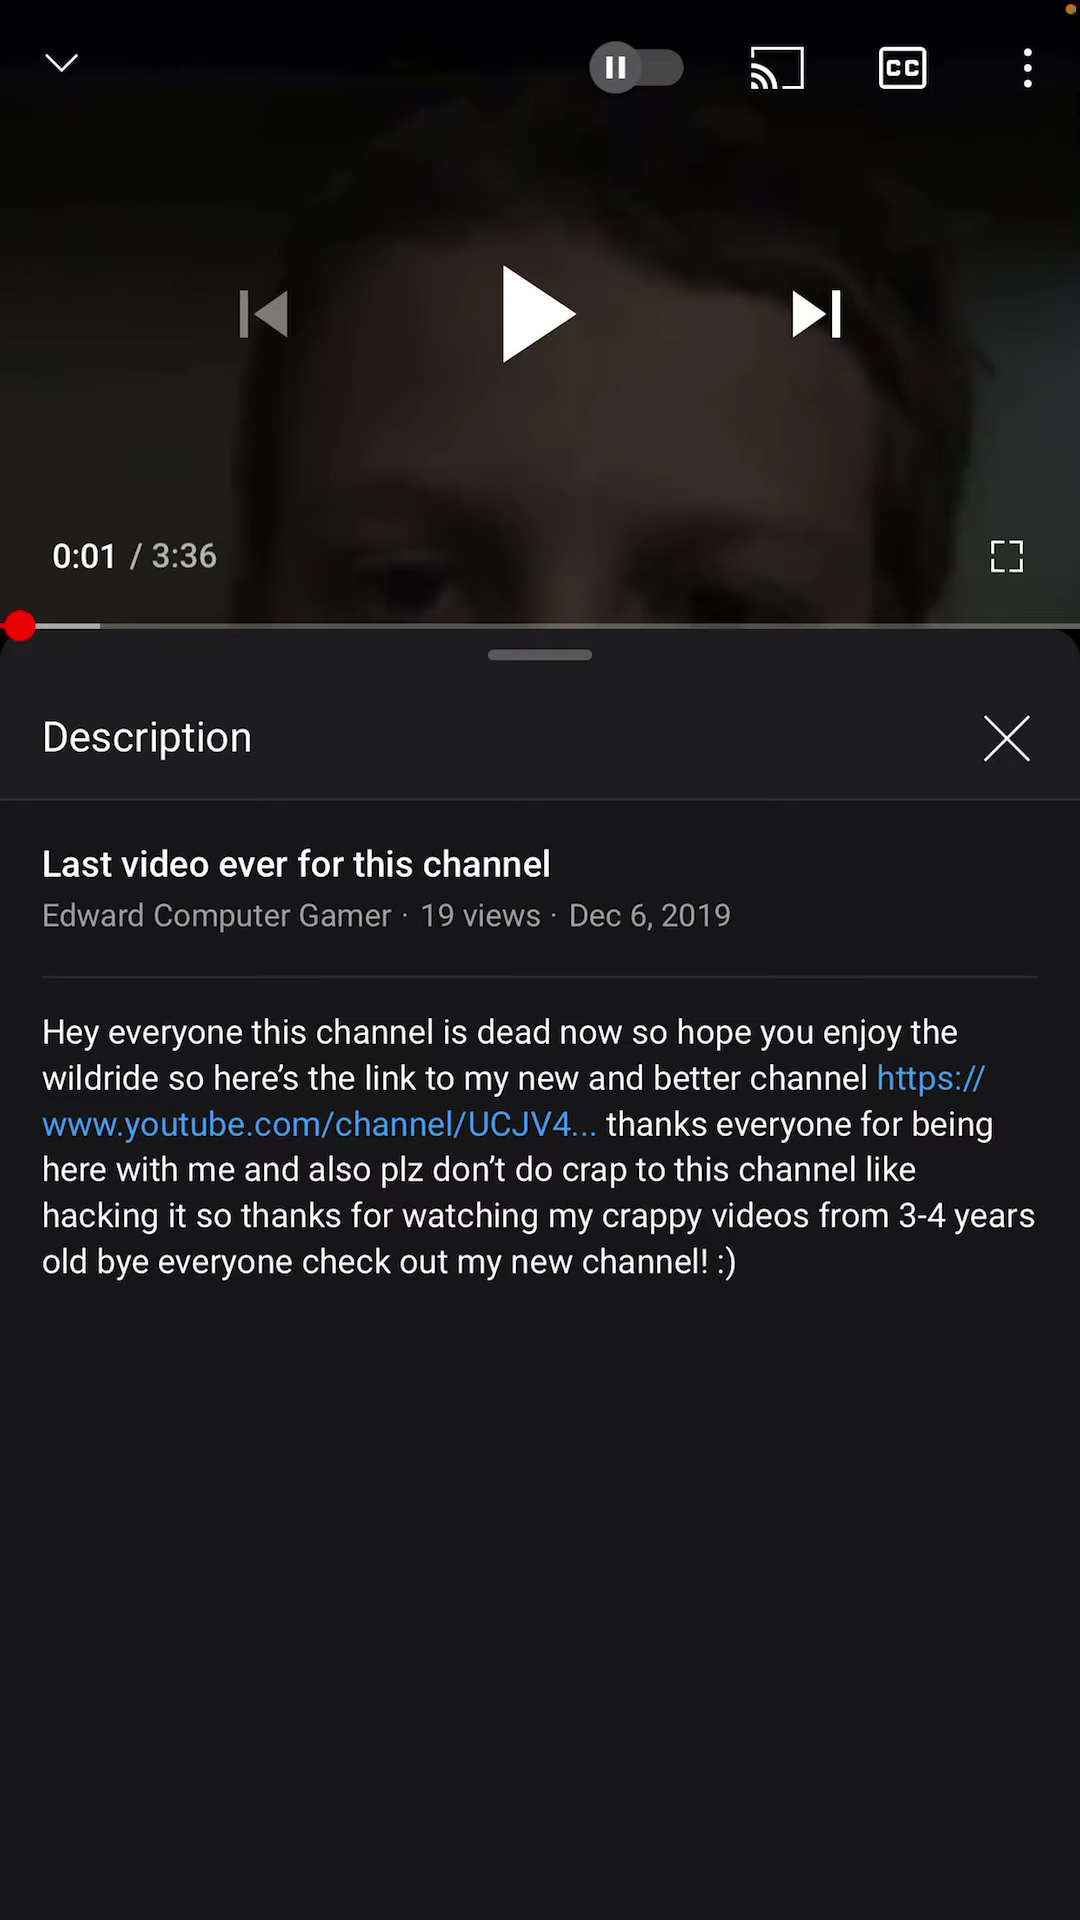 CC
0:01 / 3:36
Description
Last video ever for this channel
Edward Computer Gamer · 19 views · Dec 6, 2019
Hey everyone this channel is dead now so hope you enjoy the
wildride so here’s the link to my new and better channel https://
www.youtube.com/channel/UCJV4... thanks everyone for being
here with me and also plz don’t do crap to this channel like
hacking it so thanks for watching my crappy videos from 3-4 years
old bye everyone check out my new channel! :)